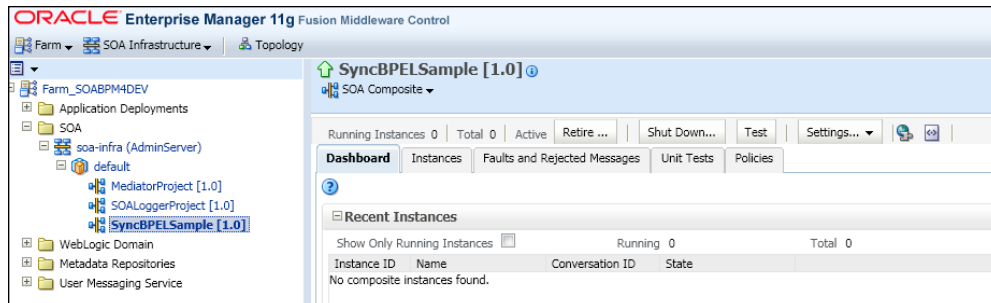 ORACLE Enterprise Manager 11g Fusion Middleware Control
Farm SOA Infrastructure Topology
Farm_SOABPM4DEV
Application Deployments
SOA
soa-infra (AdminServer)
default
MediatorProject [1.0]
SOALoggerProject [1.0]
SyncBPELSample [1.0]
WebLogic Domain
Metadata Repositories
User Messaging Service
SyncBPELSample [1.0]
SOA Composite
Running Instances 0 Total 0 Active Retire ... Shut Down... Test Settings...
Dashboard Instances Faults and Rejected Messages Unit Tests Policies
Recent Instances
Show Only Running Instances Running 0 Total 0
Instance ID Name Conversation ID State
No composite instances found.